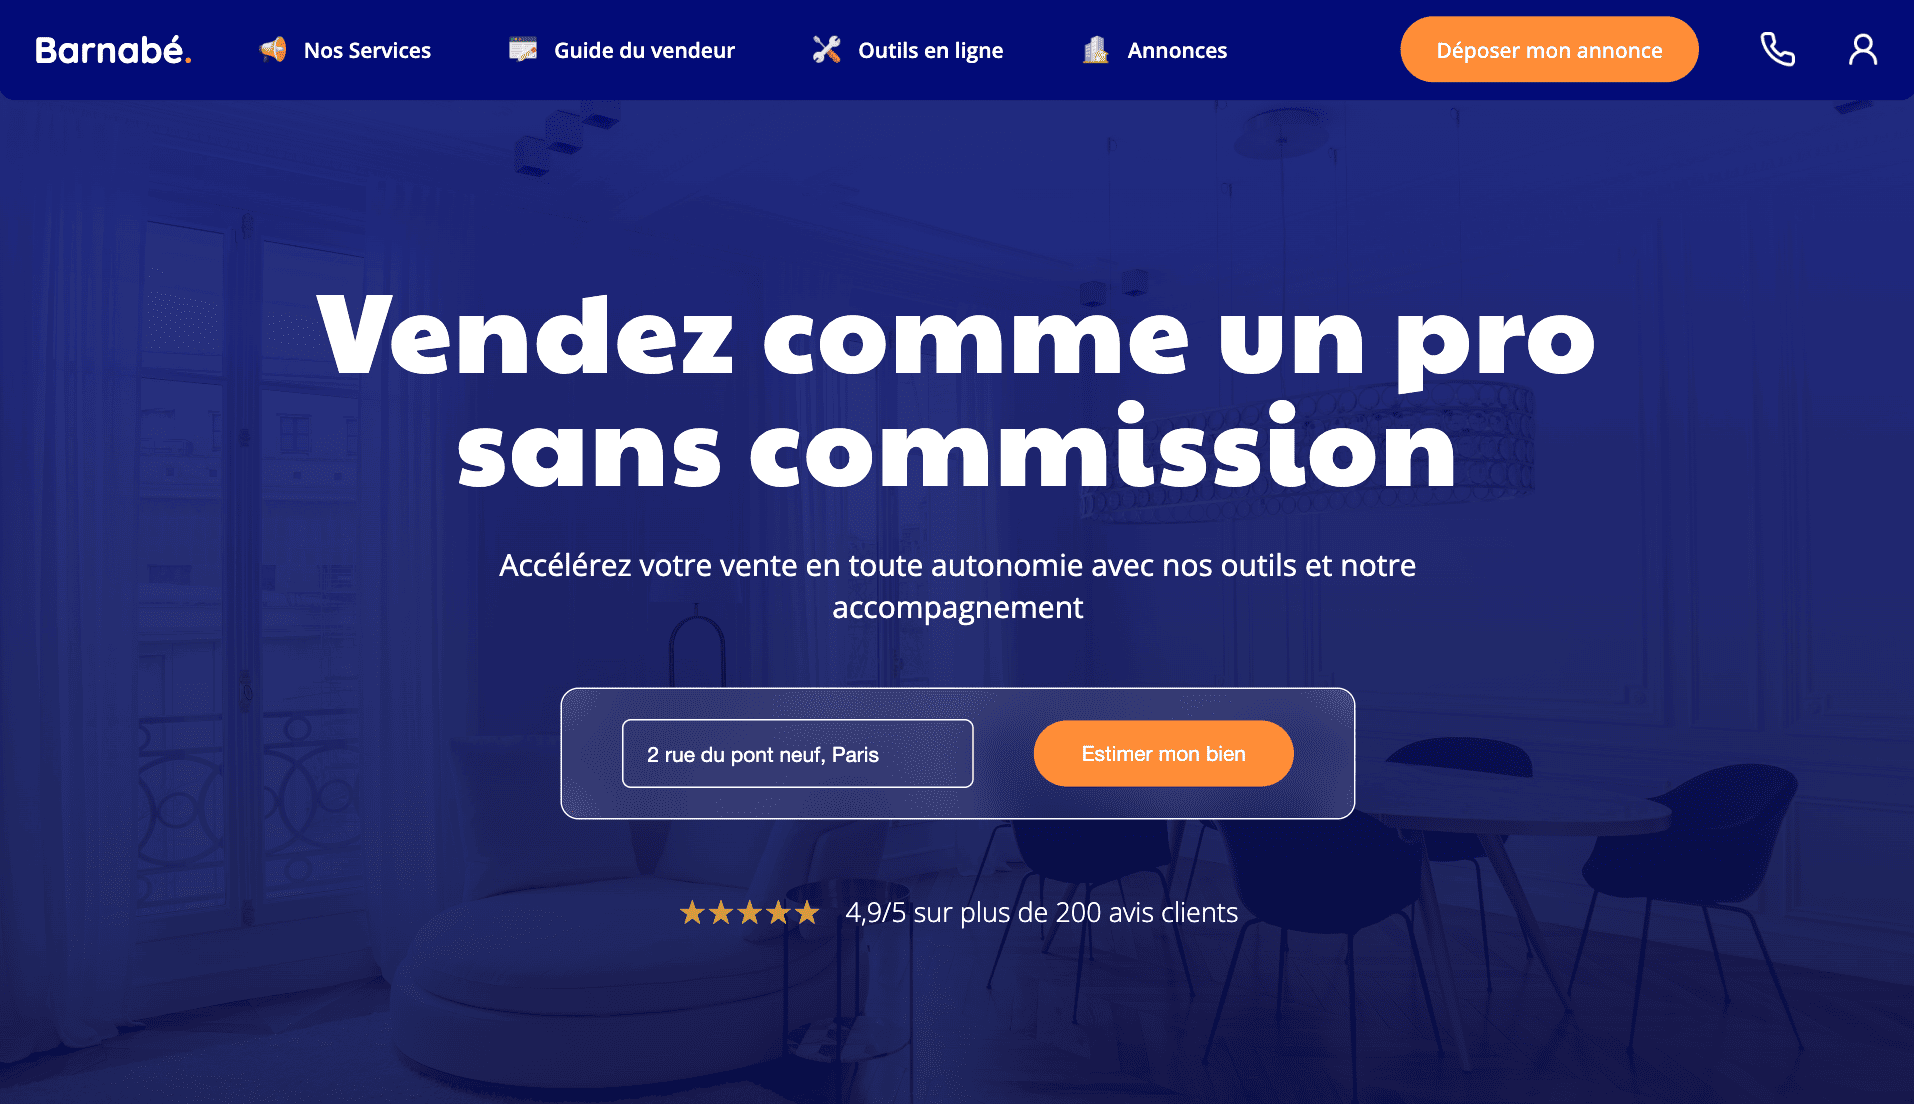 Barnabé.
Nos Services
Guide du vendeur
Outils en ligne
Annonces
Déposer mon annonce
Vendez comme un pro
sans commission
Accélérez votre vente en toute autonomie avec nos outils et notre
accompagnement
2 rue du pont neuf, Paris
Estimer mon bien
4,9/5 sur plus de 200 avis clients